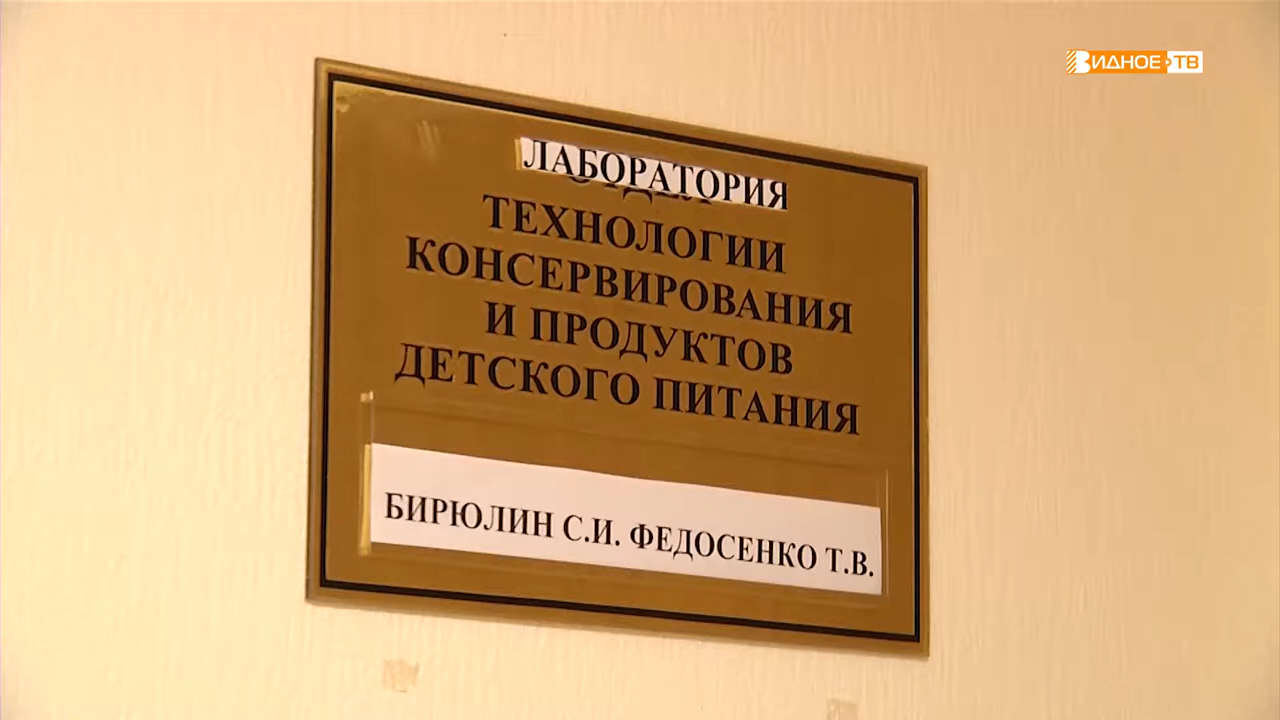 ВИДНОЕ ТВ
ЛАБОРАТОРИЯ
ТЕХНОЛОГИИ
КОНСЕРВИРОВАНИЯ
И ПРОДУКТОВ
ДЕТСКОГО ПИТАНИЯ
БИРЮЛИН С.И. ФЕДОСЕНКО Т.В.